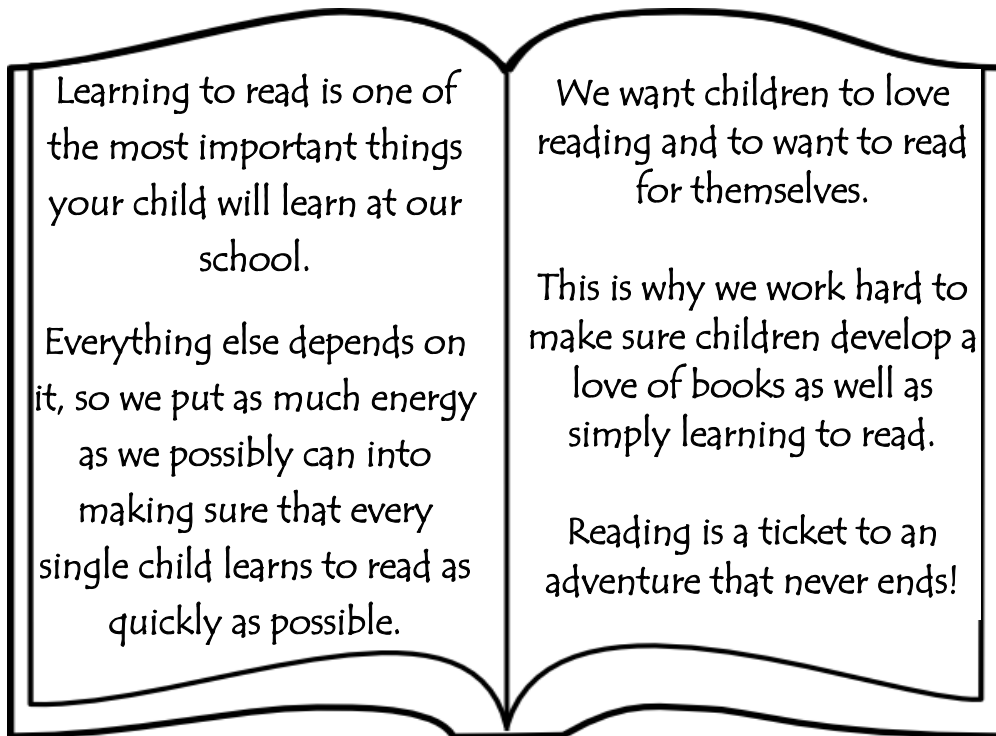 Learning to read is one of
the most important things
your child will learn at our
school.
Everything else depends on
it, so we put as much energy
as we possibly can into
making sure that every
single child learns to read as
quickly as possible.
We want children to love
reading and to want to read
for themselves.
This is why we work hard to
make sure children develop a
love of books as well as
simply learning to read.
Reading is a ticket to an
adventure that never ends!